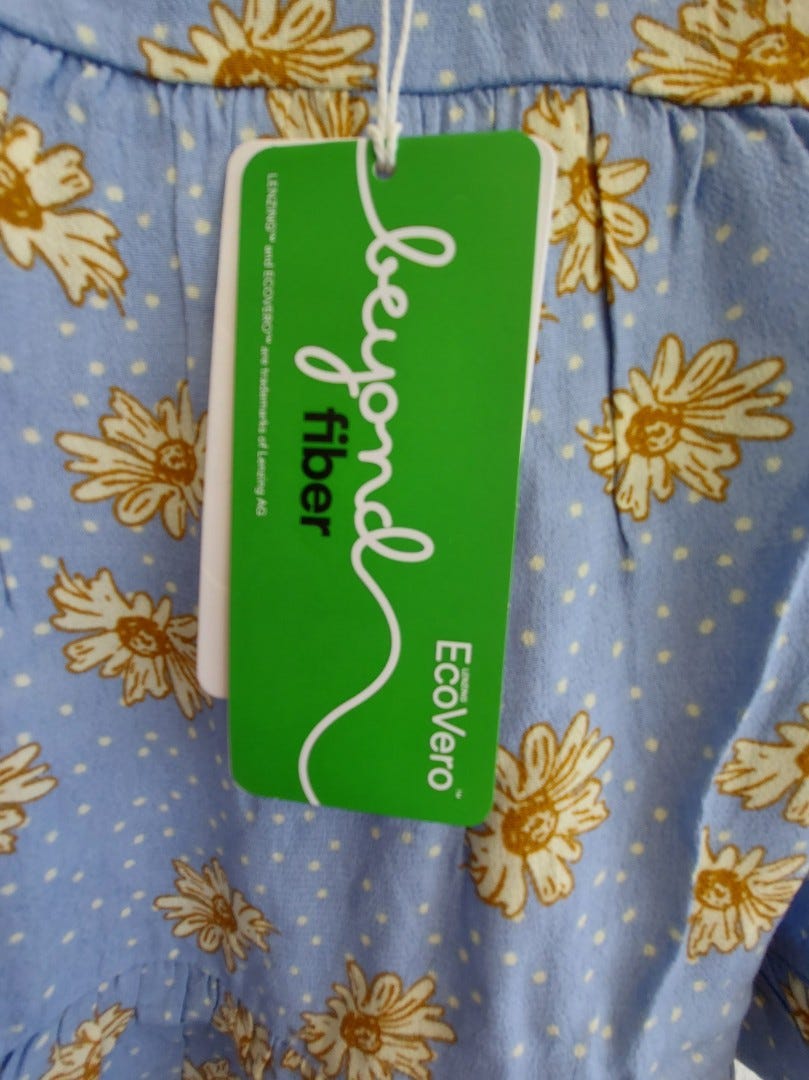 beyond
fiber
LENZING
EcoVero™
LENZING™ and ECOVERO™ are trademarks of Lenzing AG